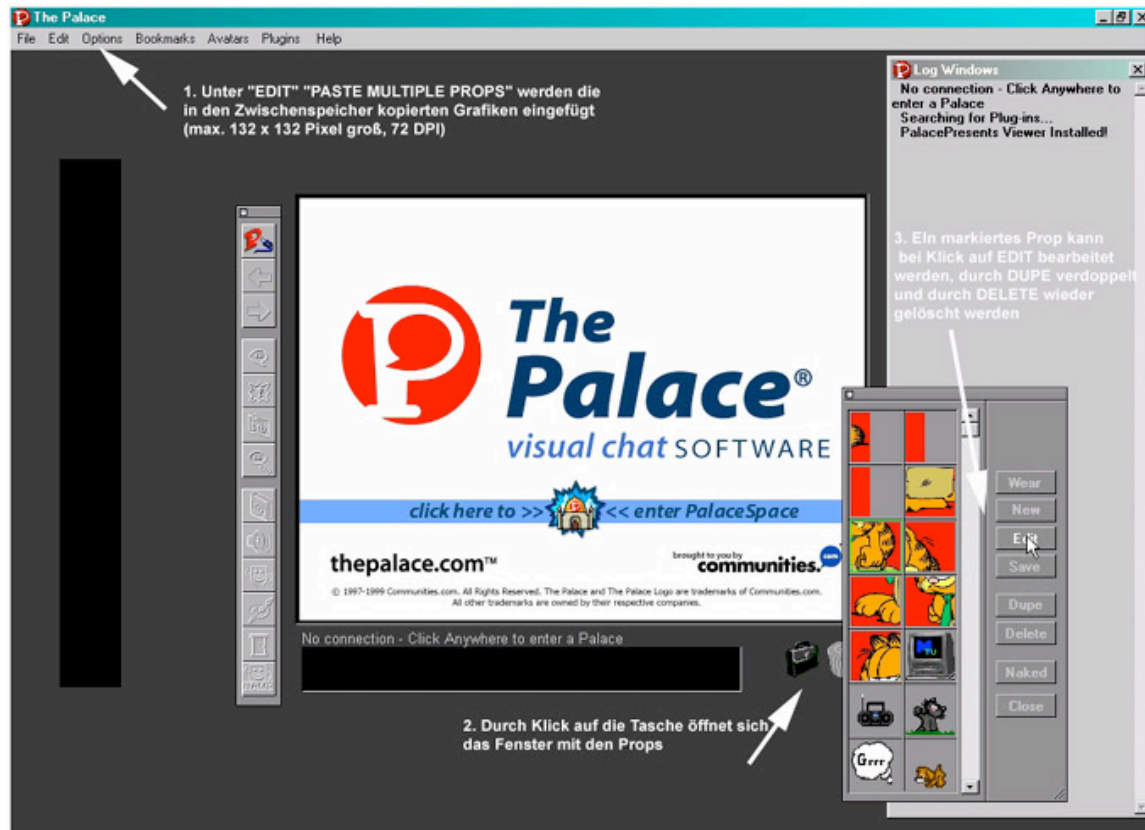 The Palace
File Edit Options Bookmarks Avatars Plugins Help
1. Unter "EDIT" "PASTE MULTIPLE PROPS" werden die
in den Zwischenspeicher kopierten Grafiken eingefügt
(max. 132 x 132 Pixel groß, 72 DPI)
Log Windows
No connection - Click Anywhere to
enter a Palace
Searching for Plug-ins...
PalacePresents Viewer Installed!
3. EIn markiertes Prop kann
bei Klick auf EDIT bearbeitet
werden, durch DUPE verdoppelt
und durch DELETE wieder
gelöscht werden
The
Palace®
visual chat SOFTWARE
click here to >> << enter PalaceSpace
thepalace.com™
brought to you by
communities.com
© 1997-1999 Communities.com. All Rights Reserved. The Palace and The Palace Logo are trademarks of Communities.com.
All other trademarks are owned by their respective companies.
No connection - Click Anywhere to enter a Palace
NAME
2. Durch Klick auf die Tasche öffnet sich
das Fenster mit den Props
Wear
New
Edit
Save
Dupe
Delete
Naked
Close
Grrr